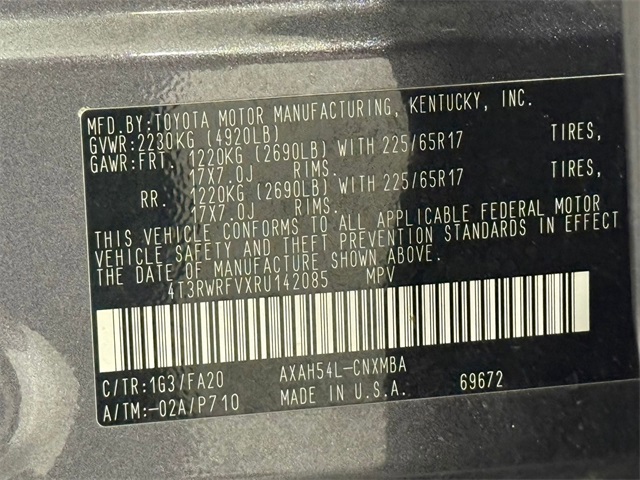 MFD.BY:TOYOTA MOTOR MANUFACTURING, KENTUCKY, INC.
GVWR:2230KG (4920LB)
GAWR:FRT. 1220KG (2690LB) WITH 225/65R17 TIRES,
17X7.0J RIMS.
RR. 1220KG (2690LB) WITH 225/65R17 TIRES,
17X7.0J RIMS.
THIS VEHICLE CONFORMS TO ALL APPLICABLE FEDERAL MOTOR
VEHICLE SAFETY AND THEFT PREVENTION STANDARDS IN EFFECT
THE DATE OF MANUFACTURE SHOWN ABOVE.
4T3RWRFVXRU142085 MPV
C/TR:1G3/FA20 AXAH54L-CNXMBA
A/TM:-02A/P710 MADE IN U.S.A. 69672